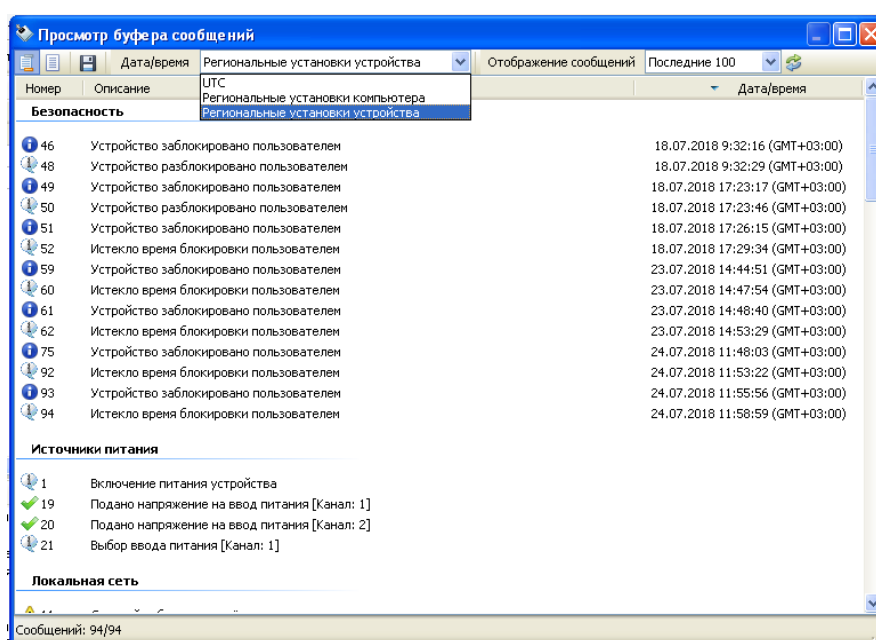 Просмотр буфера сообщений
Дата/время Региональные установки устройства Отображение сообщений Последние 100
UTC
Региональные установки компьютера
Региональные установки устройства
Номер Описание Дата/время
Безопасность
46 Устройство заблокировано пользователем 18.07.2018 9:32:16 (GMT+03:00)
48 Устройство разблокировано пользователем 18.07.2018 9:32:29 (GMT+03:00)
49 Устройство заблокировано пользователем 18.07.2018 17:23:17 (GMT+03:00)
50 Устройство разблокировано пользователем 18.07.2018 17:23:46 (GMT+03:00)
51 Устройство заблокировано пользователем 18.07.2018 17:26:15 (GMT+03:00)
52 Истекло время блокировки пользователем 18.07.2018 17:29:34 (GMT+03:00)
59 Устройство заблокировано пользователем 23.07.2018 14:44:51 (GMT+03:00)
60 Истекло время блокировки пользователем 23.07.2018 14:47:54 (GMT+03:00)
61 Устройство заблокировано пользователем 23.07.2018 14:48:40 (GMT+03:00)
62 Истекло время блокировки пользователем 23.07.2018 14:53:29 (GMT+03:00)
75 Устройство заблокировано пользователем 24.07.2018 11:48:03 (GMT+03:00)
92 Истекло время блокировки пользователем 24.07.2018 11:53:22 (GMT+03:00)
93 Устройство заблокировано пользователем 24.07.2018 11:55:56 (GMT+03:00)
94 Истекло время блокировки пользователем 24.07.2018 11:58:59 (GMT+03:00)
Источники питания
1 Включение питания устройства
19 Подано напряжение на ввод питания [Канал: 1]
20 Подано напряжение на ввод питания [Канал: 2]
21 Выбор ввода питания [Канал: 1]
Локальная сеть
Сообщений: 94/94